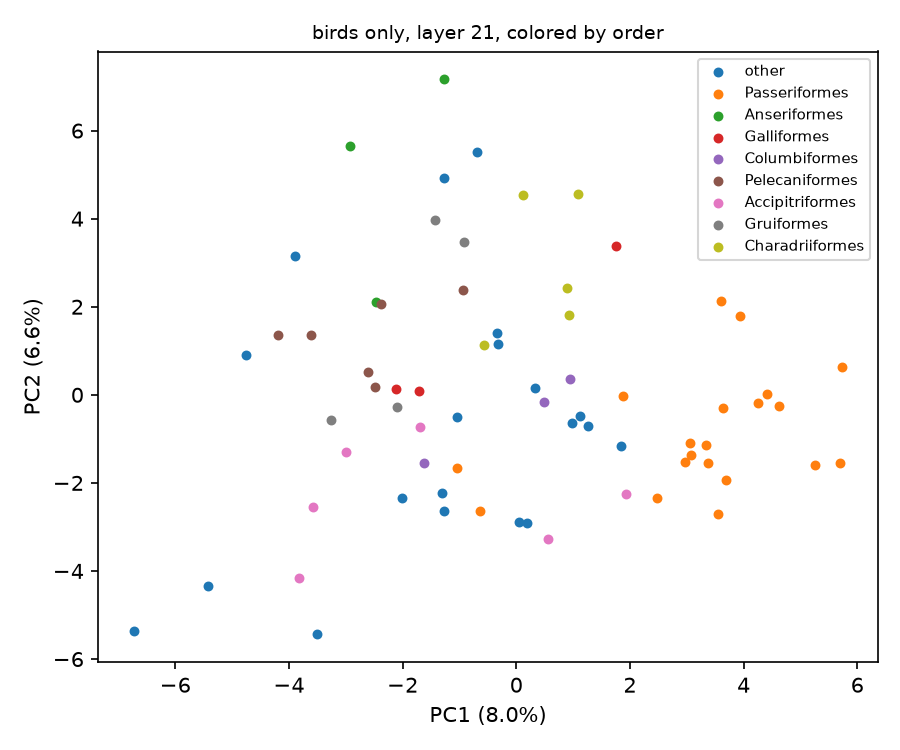 birds only, layer 21, colored by order
other
Passeriformes
Anseriformes
Galliformes
Columbiformes
Pelecaniformes
Accipitriformes
Gruiformes
Charadriiformes
6
4
2
0
−2
−4
−6
PC2 (6.6%)
−6 −4 −2 0 2 4 6
PC1 (8.0%)